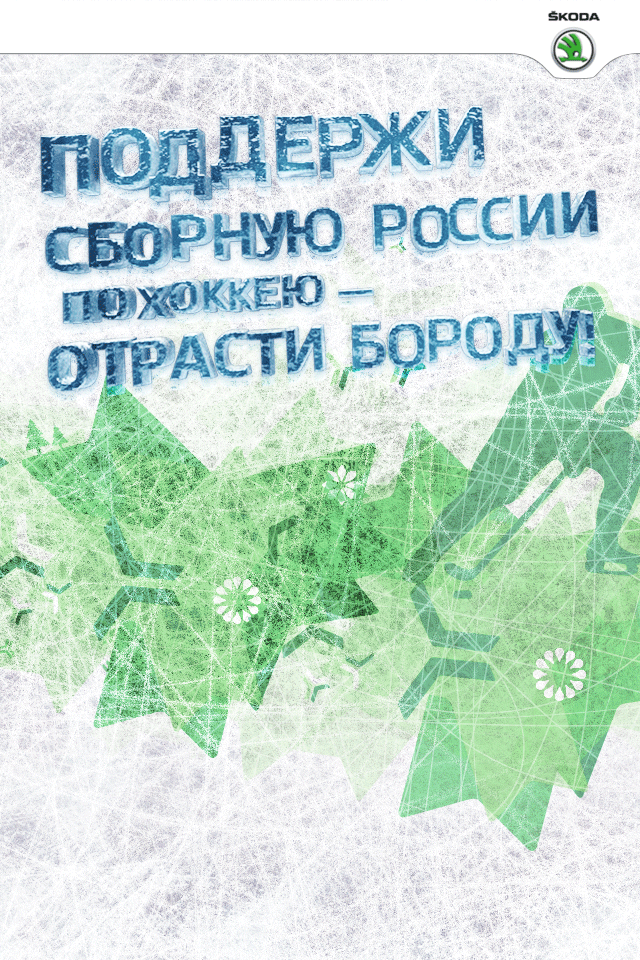 ŠKODA
ПОДДЕРЖИ
СБОРНУЮ РОССИИ
ПО ХОККЕЮ —
ОТРАСТИ БОРОДУ!